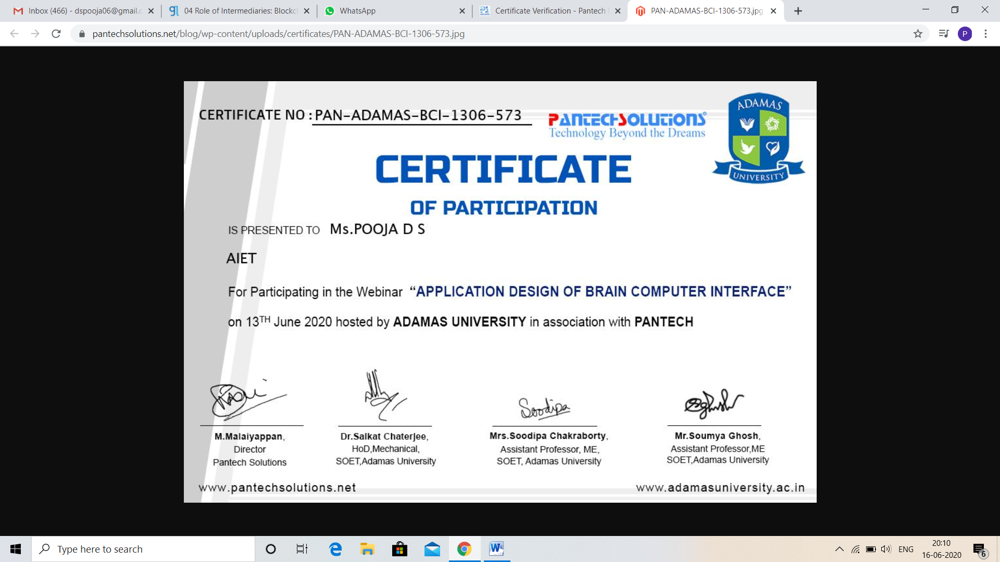 Inbox (466) - dspooja06@gmail.c
04 Role of Intermediaries: Blockc
WhatsApp
Certificate Verification - Pantech
PAN-ADAMAS-BCI-1306-573.jpg
pantechsolutions.net/blog/wp-content/uploads/certificates/PAN-ADAMAS-BCI-1306-573.jpg
P
CERTIFICATE NO : PAN-ADAMAS-BCI-1306-573
PANTECH SOLUTIONS®
Technology Beyond the Dreams
ADAMAS
UNIVERSITY
CERTIFICATE
OF PARTICIPATION
IS PRESENTED TO Ms.POOJA D S
AIET
For Participating in the Webinar “APPLICATION DESIGN OF BRAIN COMPUTER INTERFACE”
on 13TH June 2020 hosted by ADAMAS UNIVERSITY in association with PANTECH
Soodipa
M.Malaiyappan,
Director
Pantech Solutions
Dr.Salkat Chaterjee,
HoD,Mechanical,
SOET,Adamas University
Mrs.Soodipa Chakraborty,
Assistant Professor, ME,
SOET, Adamas University
Mr.Soumya Ghosh,
Assistant Professor,ME
SOET,Adamas University
www.pantechsolutions.net
www.adamasuniversity.ac.in
Type here to search
ENG
20:10
16-06-2020
6